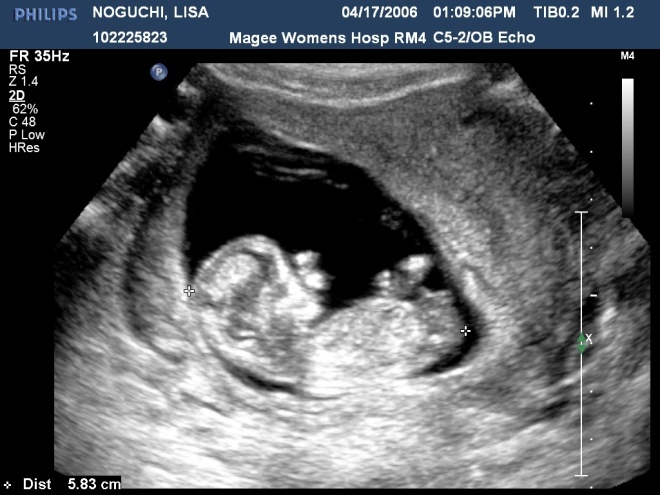 PHILIPS NOGUCHI, LISA 04/17/2006 01:09:06PM TIB0.2 MI 1.2
102225823 Magee Womens Hosp RM4 C5-2/OB Echo
FR 35Hz
RS
Z 1.4
2D
62%
C 48
P Low
HRes
M4
P
X
Dist 5.83 cm